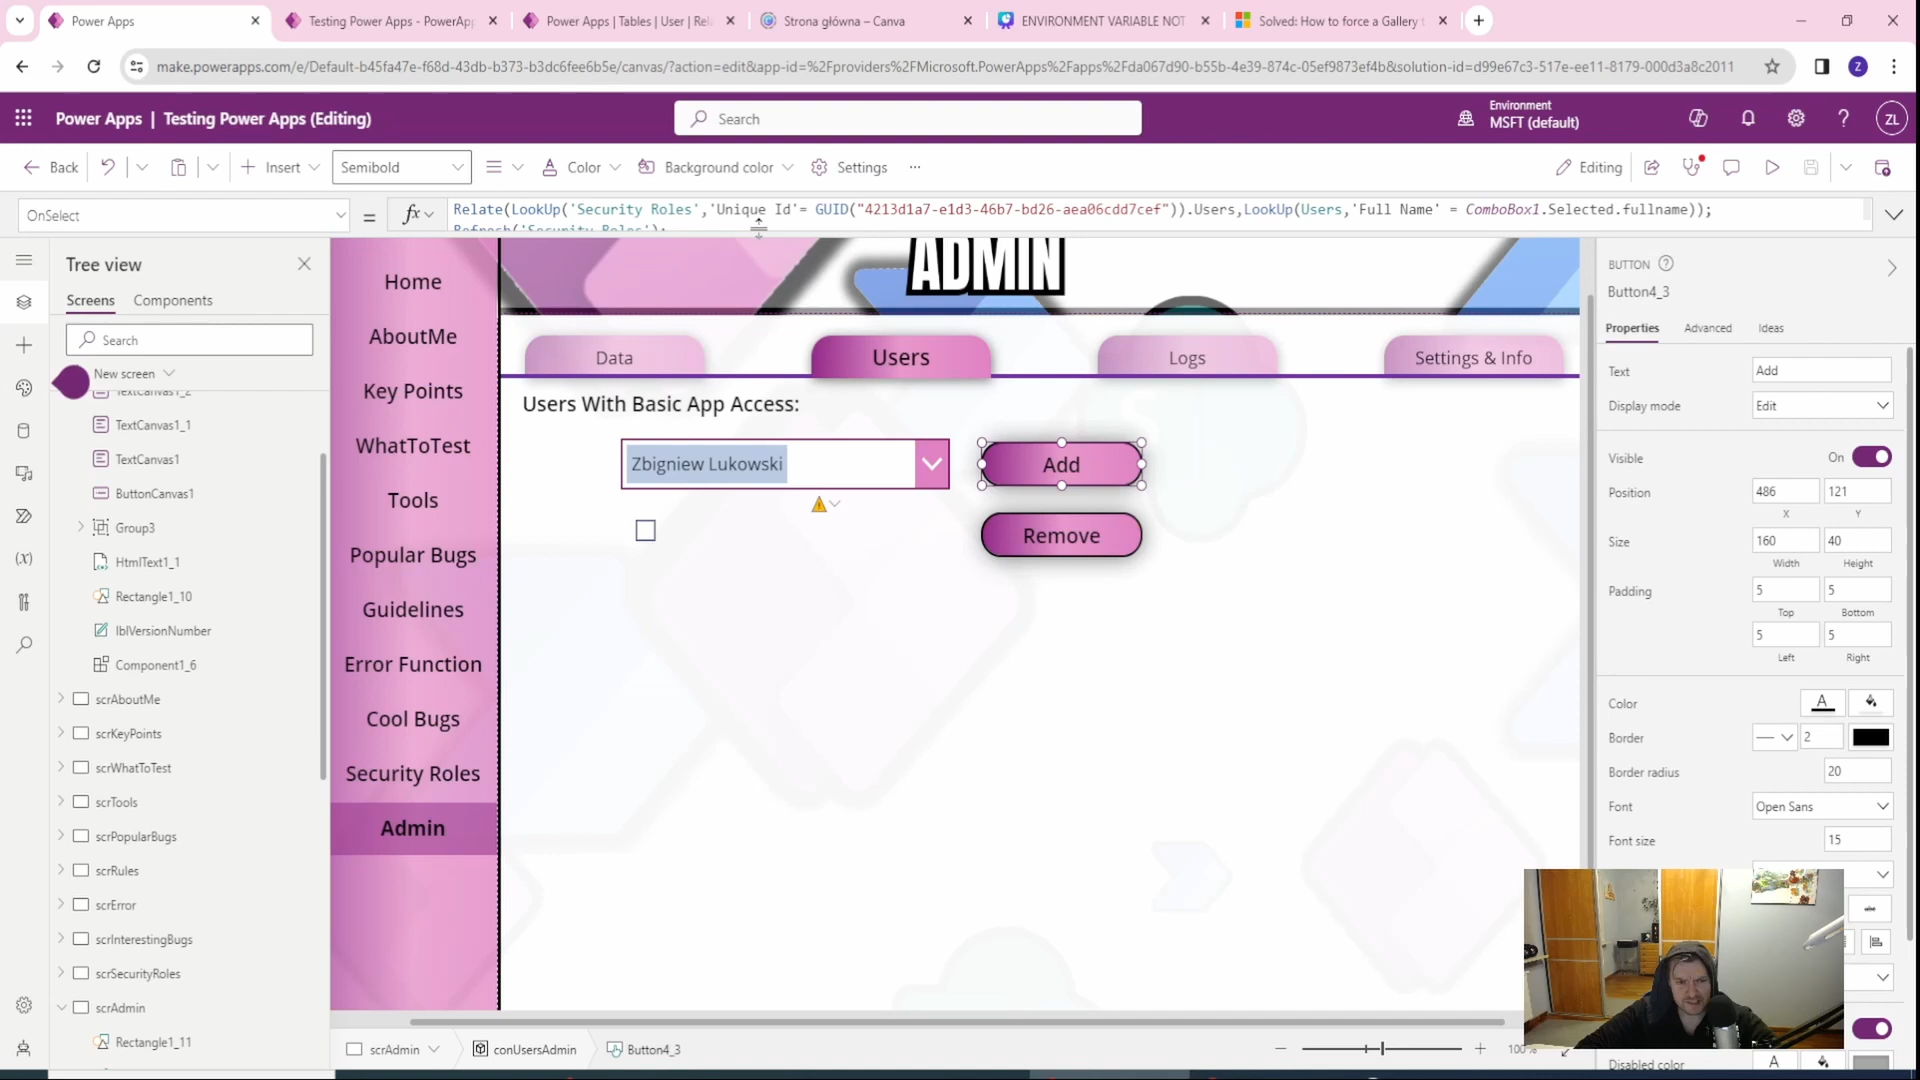 Power Apps
Testing Power Apps - PowerApp
Power Apps | Tables | User | Rela
Strona główna – Canva
ENVIRONMENT VARIABLE NOT
Solved: How to force a Gallery t
make.powerapps.com/e/Default-b45fa47e-f68d-43db-b373-b3dc6fee6b5e/canvas/?action=edit&app-id=%2Fproviders%2FMicrosoft.PowerApps%2Fapps%2Fda067d90-b55b-4e39-874c-05ef9873ef4b&solution-id=d99e67c3-517e-ee11-8179-000d3a8c2011
Z
Power Apps | Testing Power Apps (Editing)
Search
Environment
MSFT (default)
ZL
Back
Insert
Semibold
Color
Background color
Settings
Editing
OnSelect
= fx
Relate(LookUp('Security Roles','Unique Id'= GUID("4213d1a7-e1d3-46b7-bd26-aea06cdd7cef")).Users,LookUp(Users,'Full Name' = ComboBox1.Selected.fullname));
Refresh('Security Roles');
Tree view
Screens
Components
Search
New screen
TextCanvas1_2
TextCanvas1_1
TextCanvas1
ButtonCanvas1
Group3
HtmlText1_1
Rectangle1_10
lblVersionNumber
Component1_6
scrAboutMe
scrKeyPoints
scrWhatToTest
scrTools
scrPopularBugs
scrRules
scrError
scrInterestingBugs
scrSecurityRoles
scrAdmin
Rectangle1_11
Home
AboutMe
Key Points
WhatToTest
Tools
Popular Bugs
Guidelines
Error Function
Cool Bugs
Security Roles
Admin
ADMIN
Data
Users
Logs
Settings & Info
Users With Basic App Access:
Zbigniew Lukowski
Add
Remove
BUTTON
Button4_3
Properties
Advanced
Ideas
Text
Add
Display mode
Edit
Visible
On
Position
486
121
X
Y
Size
160
40
Width
Height
Padding
5
5
Top
Bottom
5
5
Left
Right
Color
A
Border
2
Border radius
20
Font
Open Sans
Font size
15
abc
Disabled color
A
scrAdmin
conUsersAdmin
Button4_3
100 %